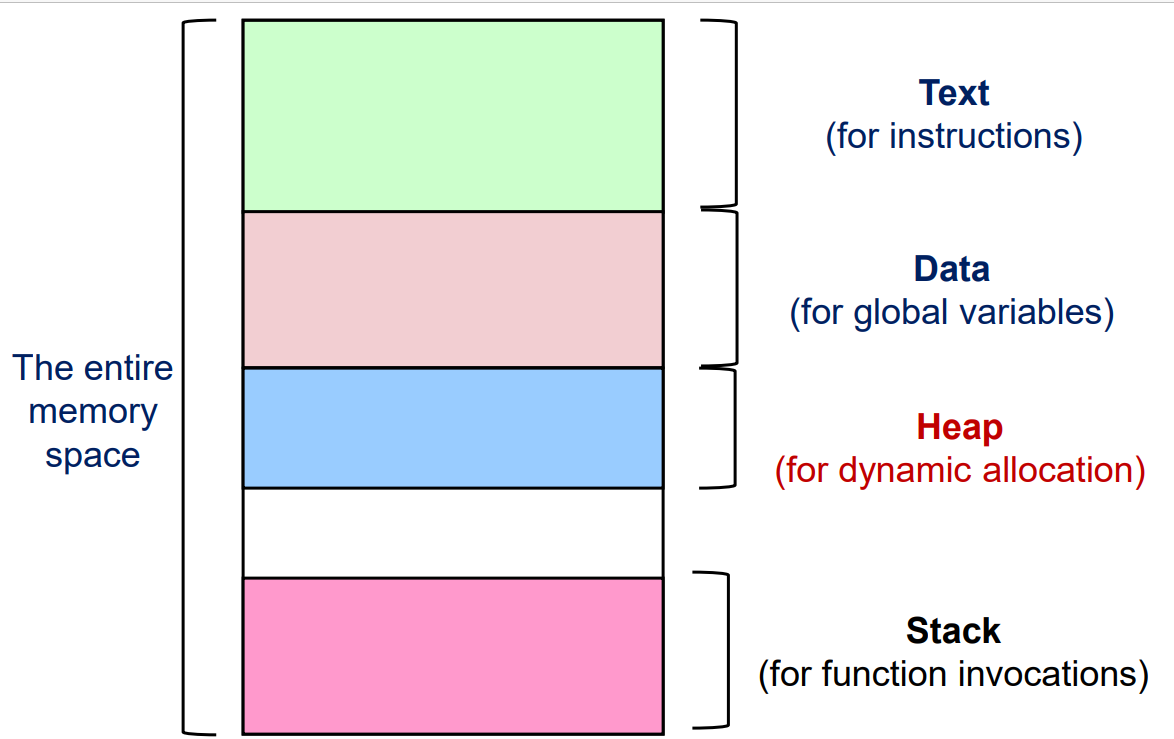 Text
(for instructions)
Data
(for global variables)
The entire
memory
space
Heap
(for dynamic allocation)
Stack
(for function invocations)